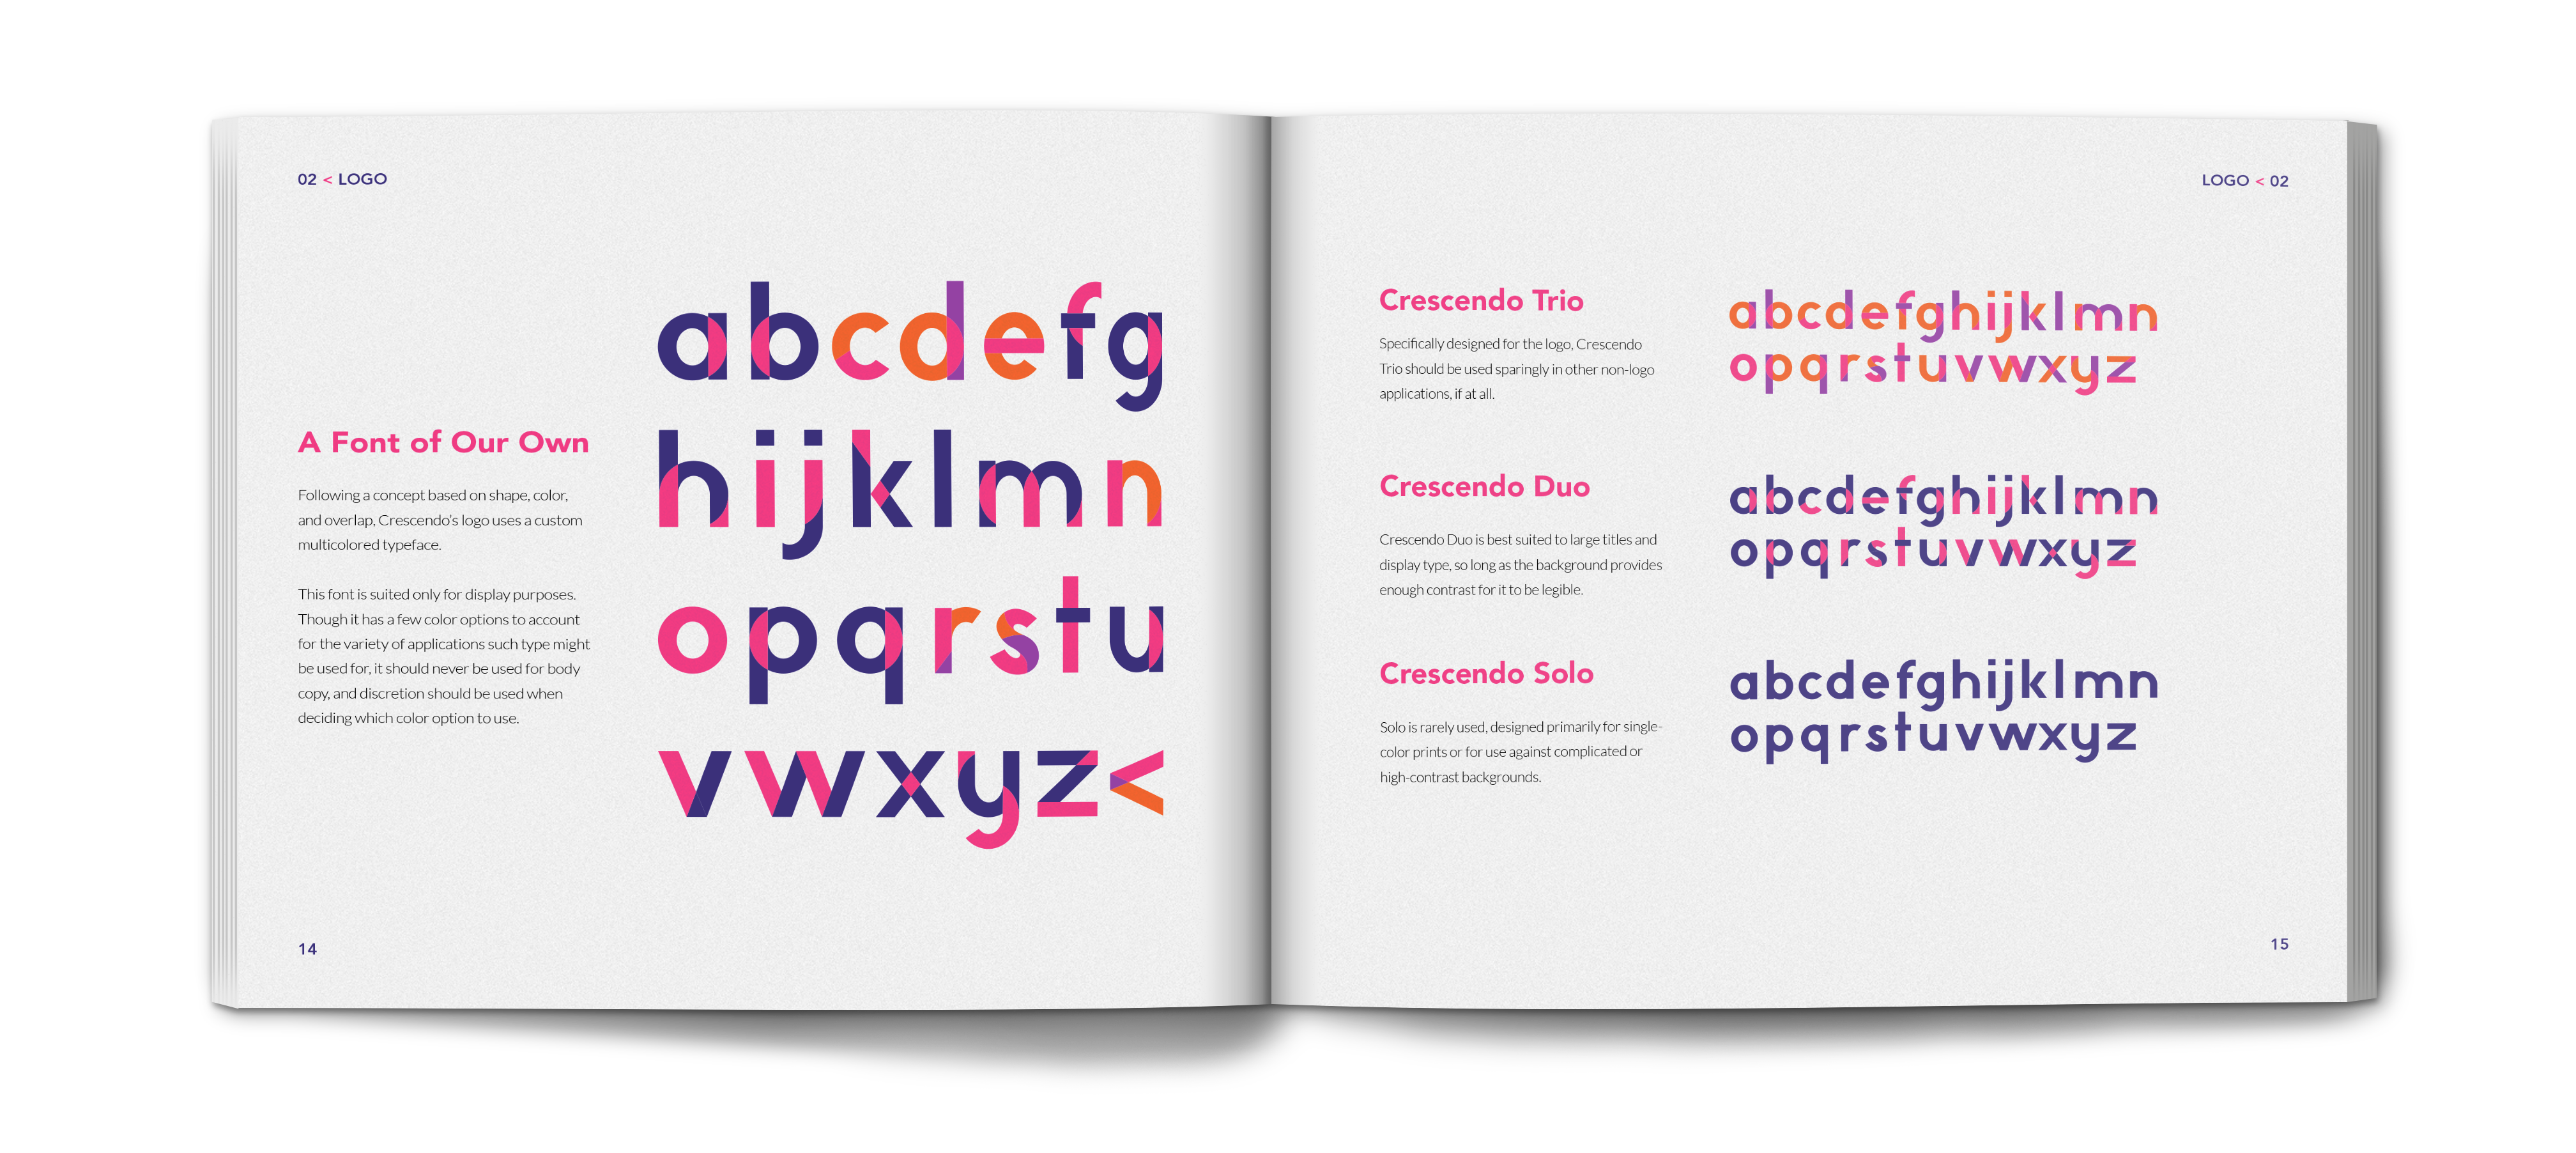 02 < LOGO
A Font of Our Own
Following a concept based on shape, color,
and overlap, Crescendo's logo uses a custom
multicolored typeface.
This font is suited only for display purposes.
Though it has a few color options to account
for the variety of applications such type might
be used for, it should never be used for body
copy, and discretion should be used when
deciding which color option to use.
abcdefg
hijklmn
opqrstu
vwxyz<
14
LOGO < 02
Crescendo Trio
Specifically designed for the logo, Crescendo
Trio should be used sparingly in other non-logo
applications, if at all.
abcdefghijklmn
opqrstuvwxyz
Crescendo Duo
Crescendo Duo is best suited to large titles and
display type, so long as the background provides
enough contrast for it to be legible.
abcdefghijklmn
opqrstuvwxyz
Crescendo Solo
Solo is rarely used, designed primarily for single-
color prints or for use against complicated or
high-contrast backgrounds.
abcdefghijklmn
opqrstuvwxyz
15